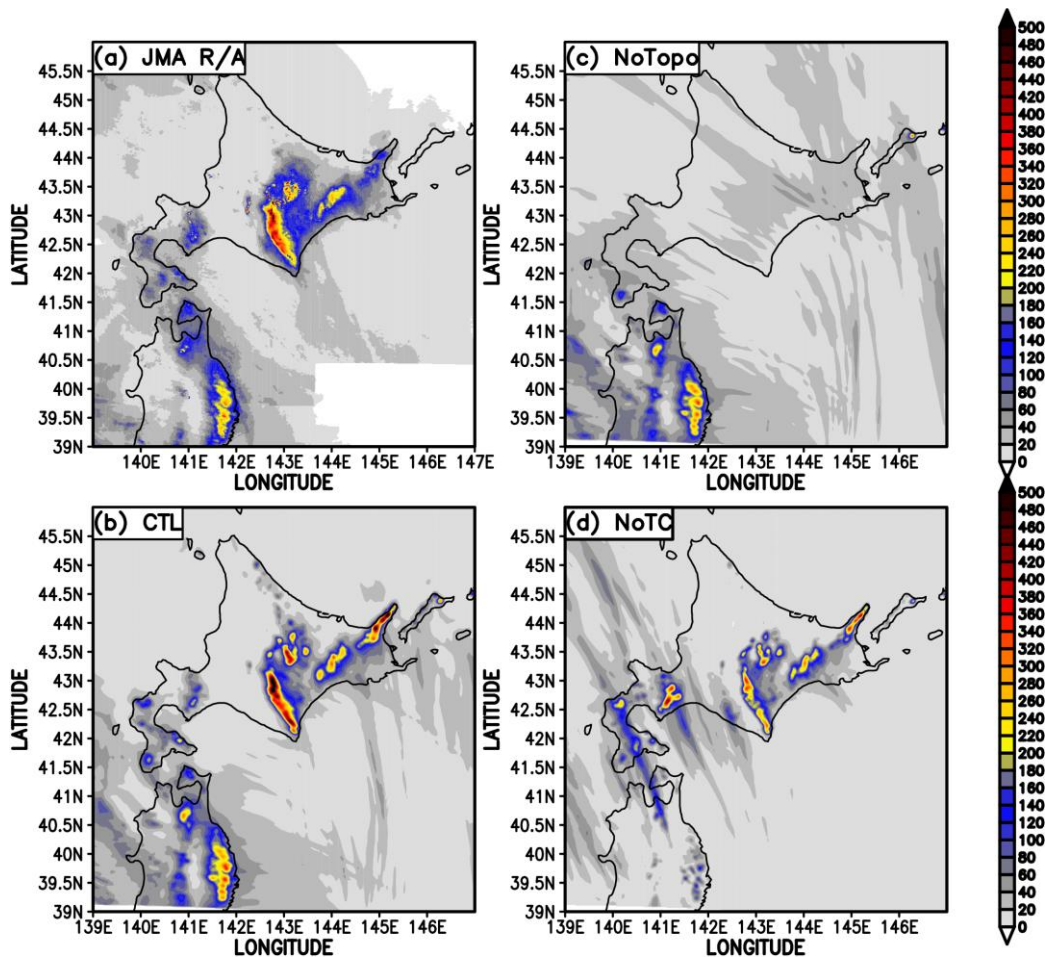 (a) JMA R/A
45.5N
45N
44.5N
44N
43.5N
43N
42.5N
42N
41.5N
41N
40.5N
40N
39.5N
39N
LATITUDE
140E 141E 142E 143E 144E 145E 146E 147E
LONGITUDE
(c) NoTopo
45.5N
45N
44.5N
44N
43.5N
43N
42.5N
42N
41.5N
41N
40.5N
40N
39.5N
39N
LATITUDE
139E 140E 141E 142E 143E 144E 145E 146E
LONGITUDE
500
480
460
440
420
400
380
360
340
320
300
280
260
240
220
200
180
160
140
120
100
80
60
40
20
0
(b) CTL
45.5N
45N
44.5N
44N
43.5N
43N
42.5N
42N
41.5N
41N
40.5N
40N
39.5N
39N
LATITUDE
139E 140E 141E 142E 143E 144E 145E 146E
LONGITUDE
(d) NoTC
45.5N
45N
44.5N
44N
43.5N
43N
42.5N
42N
41.5N
41N
40.5N
40N
39.5N
39N
LATITUDE
139E 140E 141E 142E 143E 144E 145E 146E
LONGITUDE
500
480
460
440
420
400
380
360
340
320
300
280
260
240
220
200
180
160
140
120
100
80
60
40
20
0